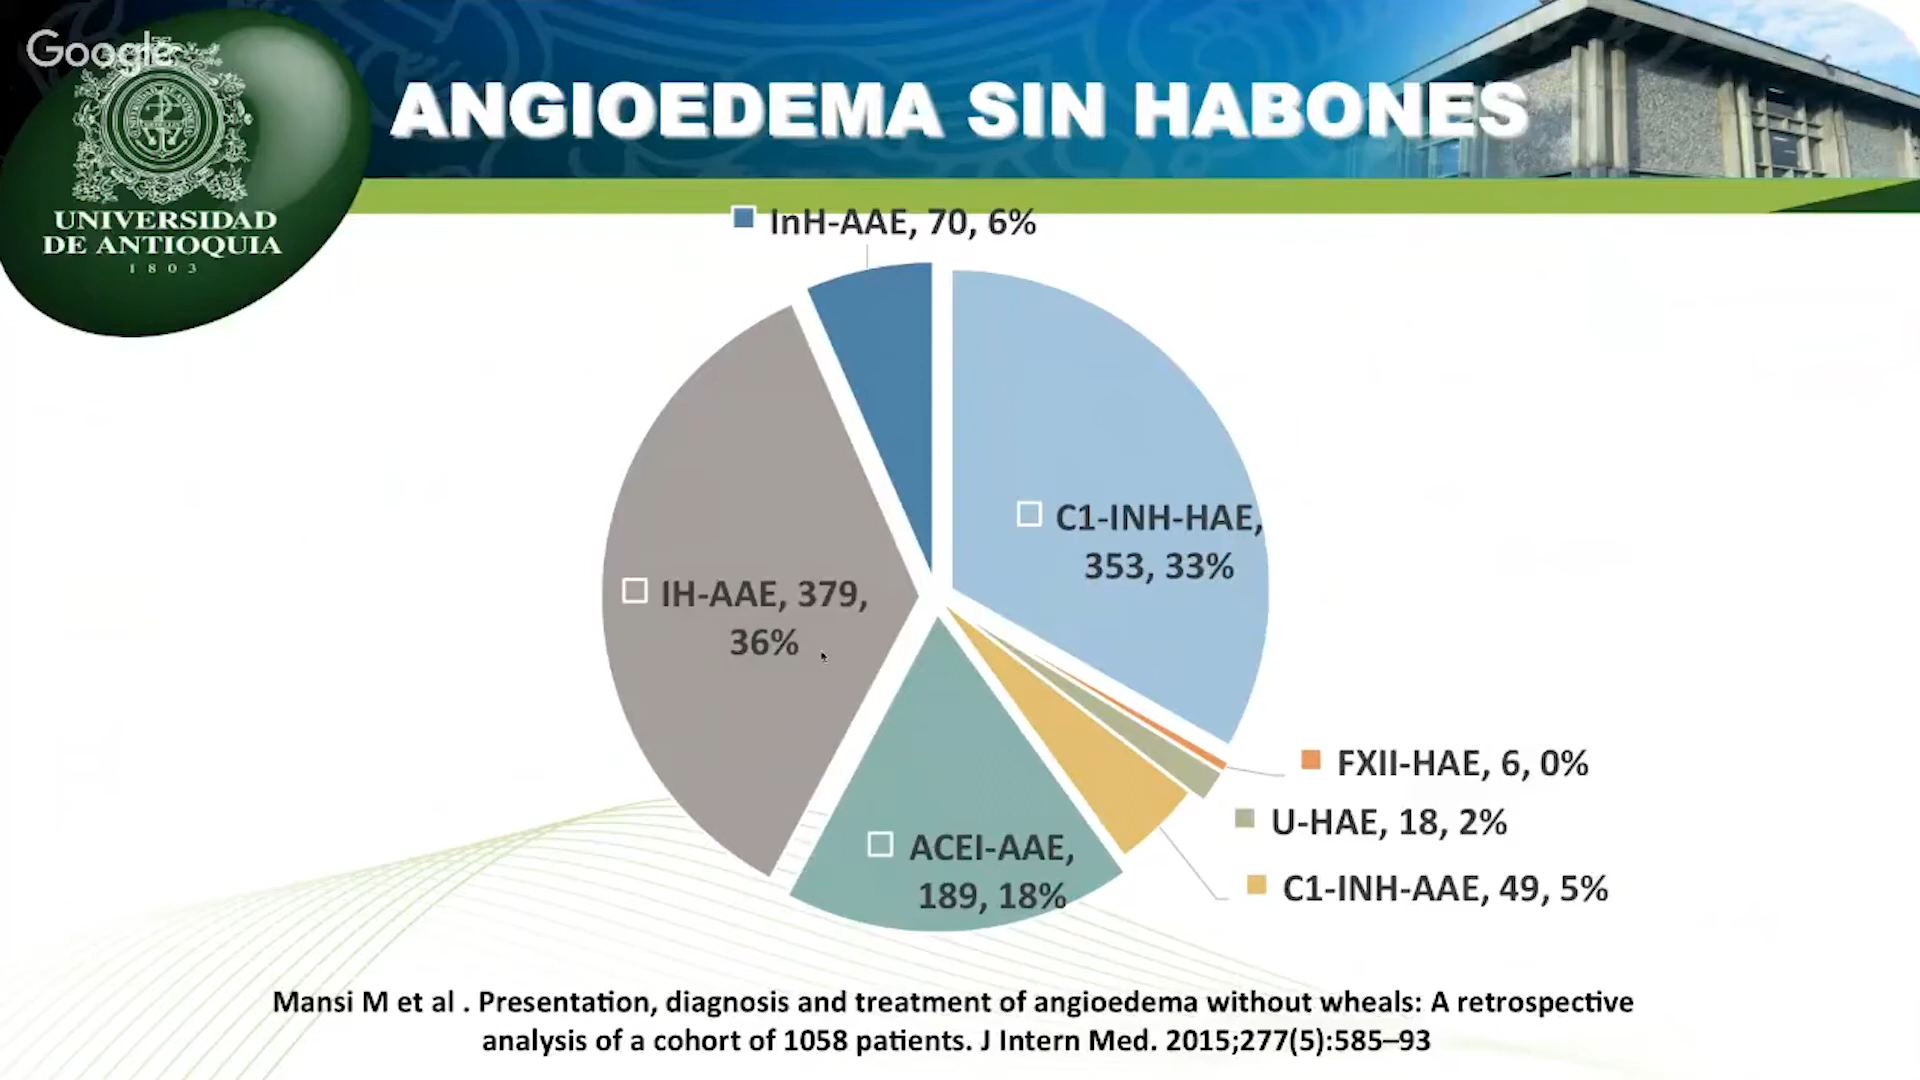 Google
ANGIOEDEMA SIN HABONES
UNIVERSIDAD
DE ANTIOQUIA
1803
InH-AAE, 70, 6%
C1-INH-HAE,
353, 33%
IH-AAE, 379,
36%
FXII-HAE, 6, 0%
U-HAE, 18, 2%
ACEI-AAE,
189, 18%
C1-INH-AAE, 49, 5%
Mansi M et al . Presentation, diagnosis and treatment of angioedema without wheals: A retrospective
analysis of a cohort of 1058 patients. J Intern Med. 2015;277(5):585–93